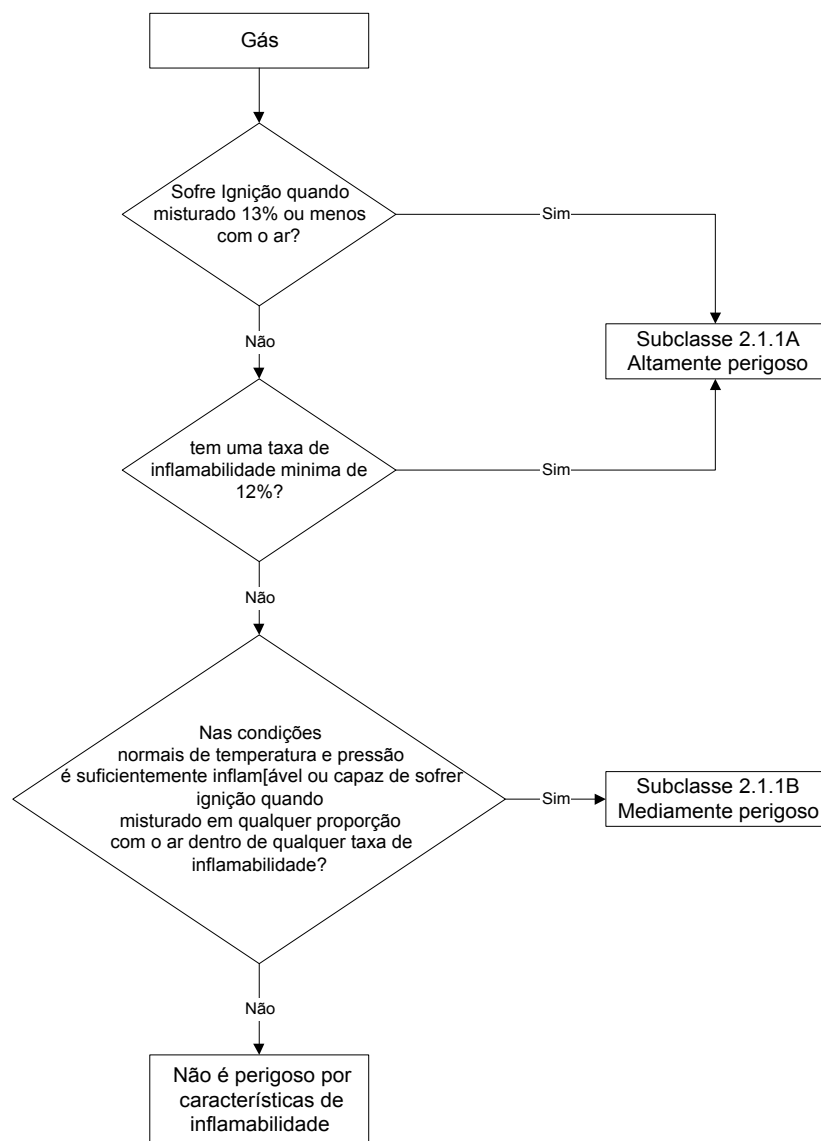 Gás
Sofre Ignição quando
misturado 13% ou menos
com o ar?
Sim
Não
Subclasse 2.1.1A
Altamente perigoso
tem uma taxa de
inflamabilidade minima de
12%?
Sim
Não
Nas condições
normais de temperatura e pressão
é suficientemente inflam[ável ou capaz de sofrer
ignição quando
misturado em qualquer proporção
com o ar dentro de qualquer taxa de
inflamabilidade?
Sim
Subclasse 2.1.1B
Mediamente perigoso
Não
Não é perigoso por
características de
inflamabilidade